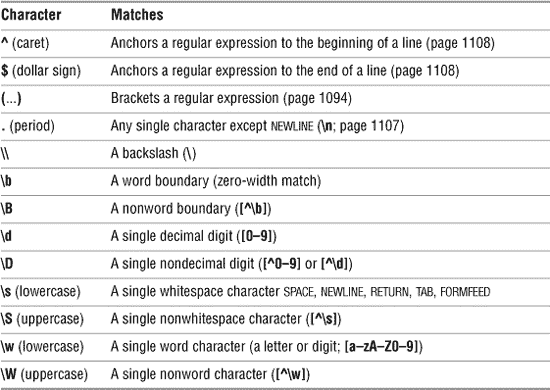 Character Matches
^ (caret) Anchors a regular expression to the beginning of a line (page 1108)
$ (dollar sign) Anchors a regular expression to the end of a line (page 1108)
(...) Brackets a regular expression (page 1094)
. (period) Any single character except NEWLINE (\n; page 1107)
\\ A backslash (\)
\b A word boundary (zero-width match)
\B A nonword boundary ([^\b])
\d A single decimal digit ([0–9])
\D A single nondecimal digit ([^0–9] or [^\d])
\s (lowercase) A single whitespace character SPACE, NEWLINE, RETURN, TAB, FORMFEED
\S (uppercase) A single nonwhitespace character ([^\s])
\w (lowercase) A single word character (a letter or digit; [a–zA–Z0–9])
\W (uppercase) A single nonword character ([^\w])